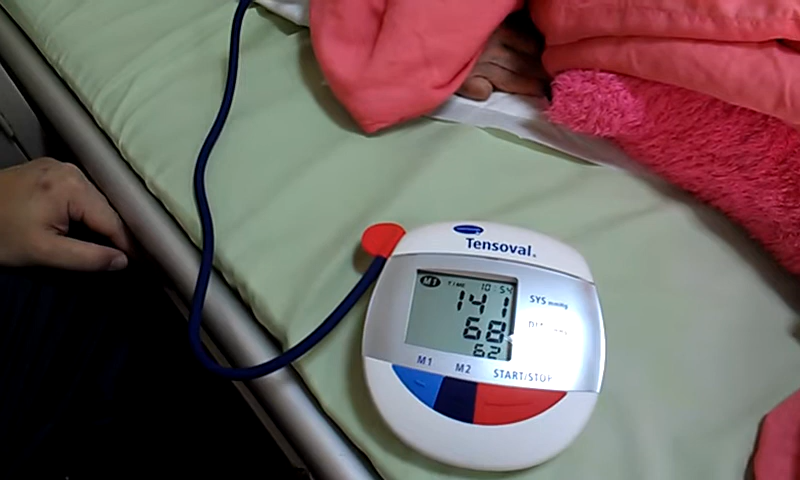 Tensoval
M1 TIME 10:54
141 SYS mmHg
68
62
M1 M2 START/STOP